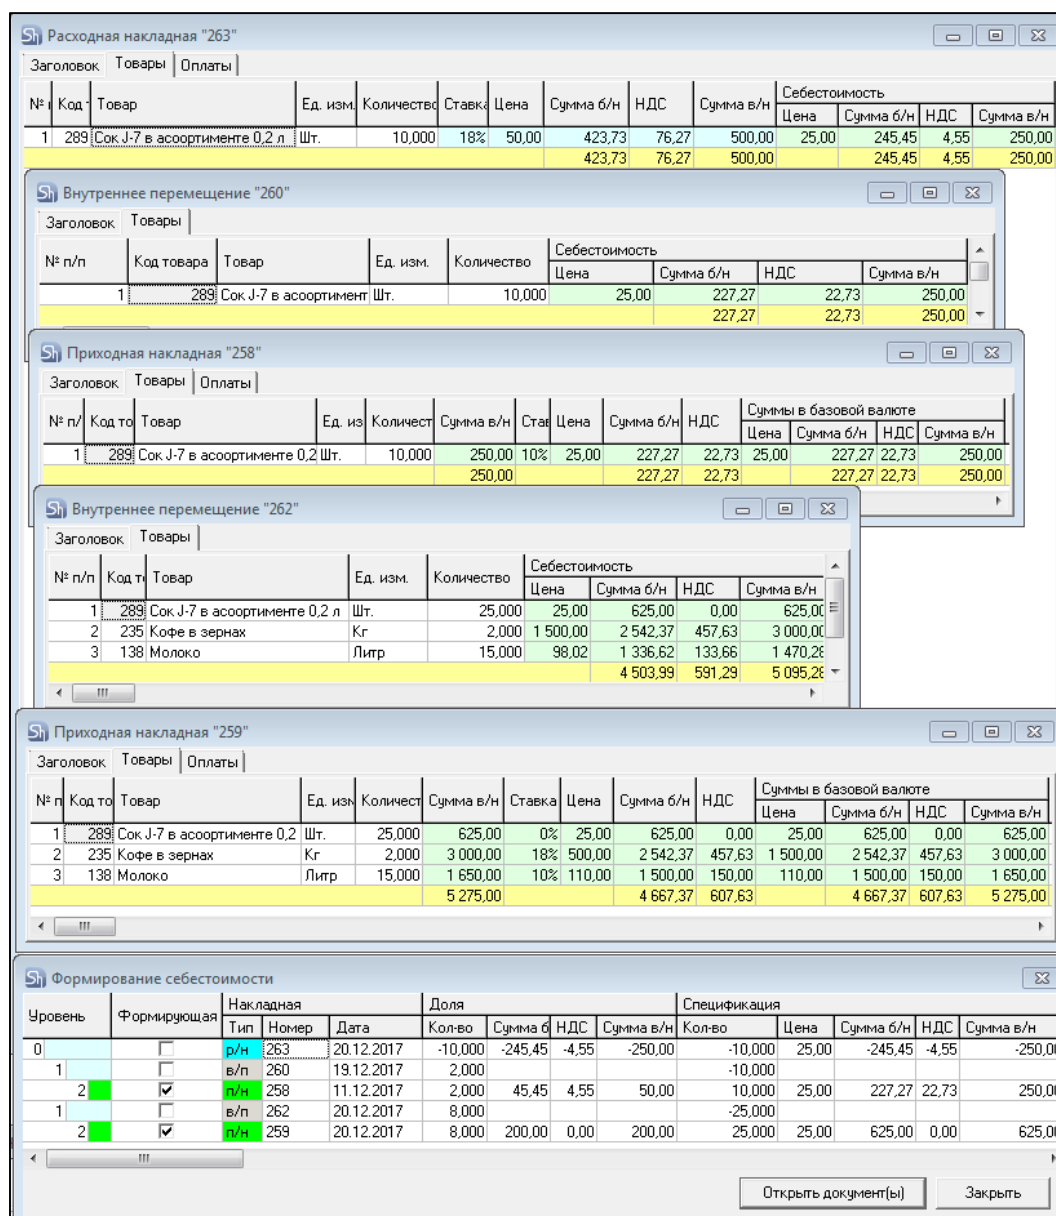 Sh Расходная накладная "263"
Заголовок Товары Оплаты
№ Код Товар Ед. изм. Количество Ставка Цена Сумма б/н НДС Сумма в/н Себестоимость
Цена Сумма б/н НДС Сумма в/н
1 289 Сок J-7 в асоортименте 0,2 л Шт. 10,000 18% 50,00 423,73 76,27 500,00 25,00 245,45 4,55 250,00
423,73 76,27 500,00 245,45 4,55 250,00
Sh Внутреннее перемещение "260"
Заголовок Товары
№ п/п Код товара Товар Ед. изм. Количество Себестоимость
Цена Сумма б/н НДС Сумма в/н
1 289 Сок J-7 в асоортимент Шт. 10,000 25,00 227,27 22,73 250,00
227,27 22,73 250,00
Sh Приходная накладная "258"
Заголовок Товары Оплаты
№ п/ Код то Товар Ед. из Количест Сумма в/н Став Цена Сумма б/н НДС Суммы в базовой валюте
Цена Сумма б/н НДС Сумма в/н
1 289 Сок J-7 в асоортименте 0,2 Шт. 10,000 250,00 10% 25,00 227,27 22,73 25,00 227,27 22,73 250,00
250,00 227,27 22,73 227,27 22,73 250,00
Sh Внутреннее перемещение "262"
Заголовок Товары
№ п/п Код т Товар Ед. изм. Количество Себестоимость
Цена Сумма б/н НДС Сумма в/н
1 289 Сок J-7 в асоортименте 0,2 л Шт. 25,000 25,00 625,00 0,00 625,00
2 235 Кофе в зернах Кг 2,000 1 500,00 2 542,37 457,63 3 000,00
3 138 Молоко Литр 15,000 98,02 1 336,62 133,66 1 470,28
4 503,99 591,29 5 095,28
Sh Приходная накладная "259"
Заголовок Товары Оплаты
№ п Код то Товар Ед. изм Количест Сумма в/н Ставка Цена Сумма б/н НДС Суммы в базовой валюте
Цена Сумма б/н НДС Сумма в/н
1 289 Сок J-7 в асоортименте 0,2 Шт. 25,000 625,00 0% 25,00 625,00 0,00 25,00 625,00 0,00 625,00
2 235 Кофе в зернах Кг 2,000 3 000,00 18% 500,00 2 542,37 457,63 1 500,00 2 542,37 457,63 3 000,00
3 138 Молоко Литр 15,000 1 650,00 10% 110,00 1 500,00 150,00 110,00 1 500,00 150,00 1 650,00
5 275,00 4 667,37 607,63 4 667,37 607,63 5 275,00
Sh Формирование себестоимости
Уровень Формирующая Накладная Доля Спецификация
Тип Номер Дата Кол-во Сумма б НДС Сумма в/н Кол-во Цена Сумма б/н НДС Сумма в/н
0 р/н 263 20.12.2017 -10,000 -245,45 -4,55 -250,00 -10,000 25,00 -245,45 -4,55 -250,0
1 в/п 260 19.12.2017 2,000 -10,000
2 п/н 258 11.12.2017 2,000 45,45 4,55 50,00 10,000 25,00 227,27 22,73 250,0
1 в/п 262 20.12.2017 8,000 -25,000
2 п/н 259 20.12.2017 8,000 200,00 0,00 200,00 25,000 25,00 625,00 0,00 625,0
Открыть документ(ы) Закрыть